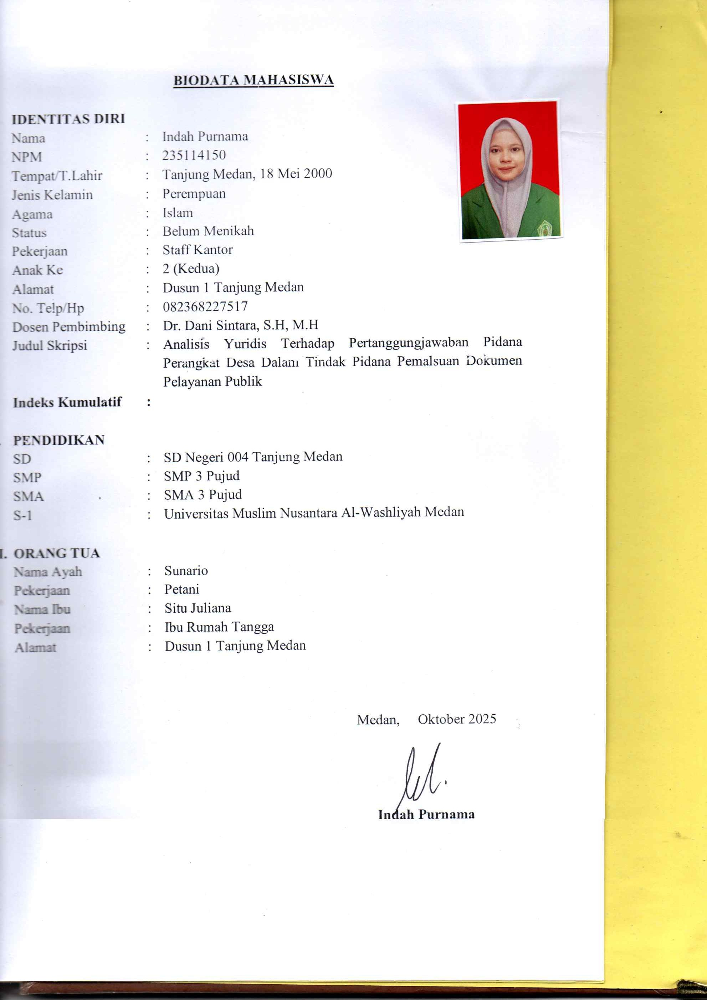 BIODATA MAHASISWA
IDENTITAS DIRI
Nama : Indah Purnama
NPM : 235114150
Tempat/T.Lahir : Tanjung Medan, 18 Mei 2000
Jenis Kelamin : Perempuan
Agama : Islam
Status : Belum Menikah
Pekerjaan : Staff Kantor
Anak Ke : 2 (Kedua)
Alamat : Dusun 1 Tanjung Medan
No. Telp/Hp : 082368227517
Dosen Pembimbing : Dr. Dani Sintara, S.H, M.H
Judul Skripsi : Analisis Yuridis Terhadap Pertanggungjawaban Pidana
Perangkat Desa Dalam Tindak Pidana Pemalsuan Dokumen
Pelayanan Publik
Indeks Kumulatif :
PENDIDIKAN
SD : SD Negeri 004 Tanjung Medan
SMP : SMP 3 Pujud
SMA : SMA 3 Pujud
S-1 : Universitas Muslim Nusantara Al-Washliyah Medan
I. ORANG TUA
Nama Ayah : Sunario
Pekerjaan : Petani
Nama Ibu : Situ Juliana
Pekerjaan : Ibu Rumah Tangga
Alamat : Dusun 1 Tanjung Medan
Medan, Oktober 2025
Indah Purnama